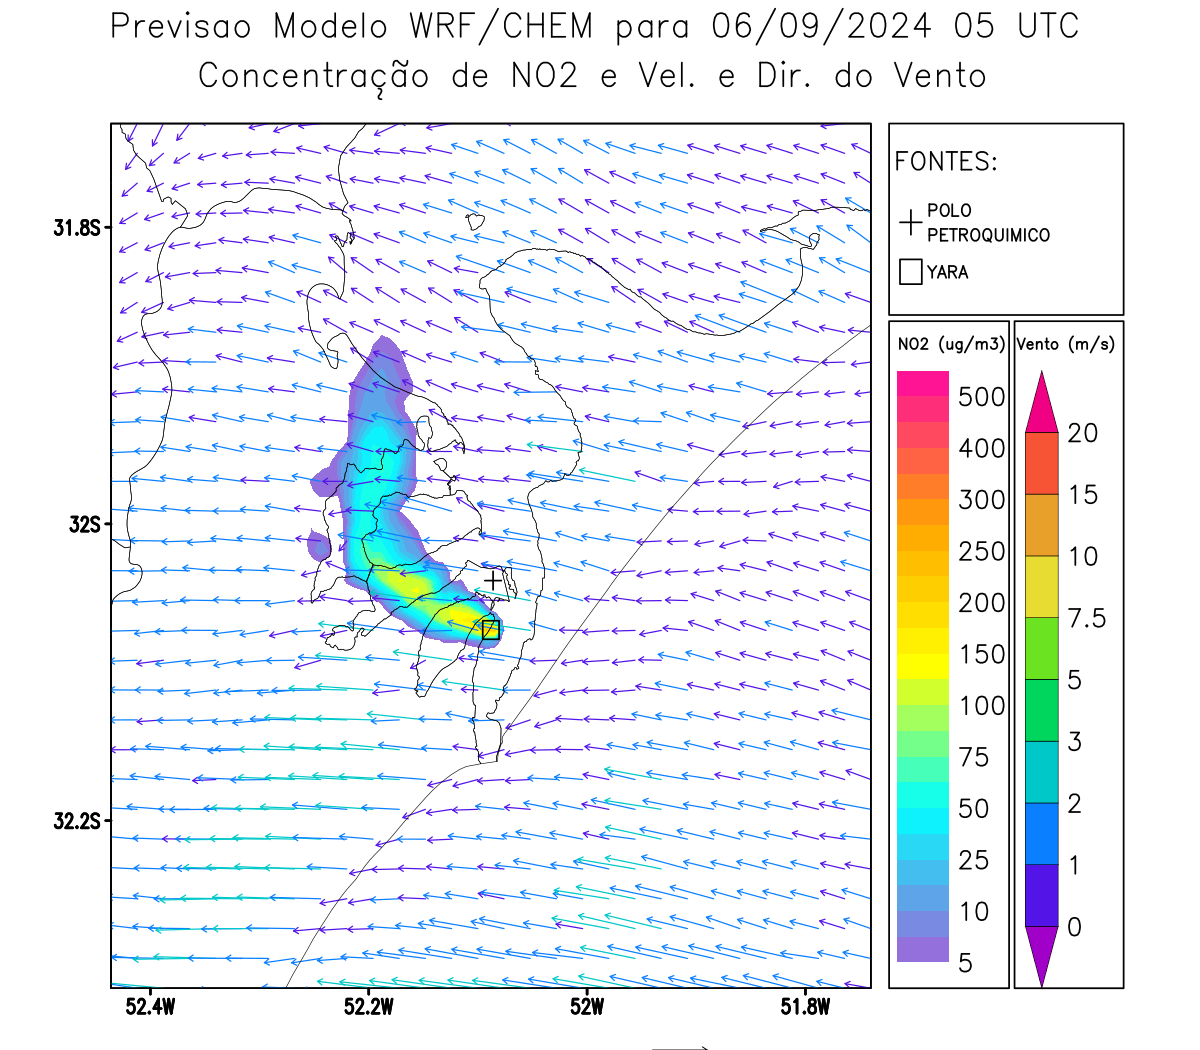 Previsao Modelo WRF/CHEM para 06/09/2024 05 UTC
Concentração de NO2 e Vel. e Dir. do Vento
FONTES:
POLO
PETROQUIMICO
YARA
NO2 (ug/m3)
500
400
300
250
200
150
100
75
50
25
10
5
Vento (m/s)
20
15
10
7.5
5
3
2
1
0
31.8S
32S
32.2S
52.4W 52.2W 52W 51.8W